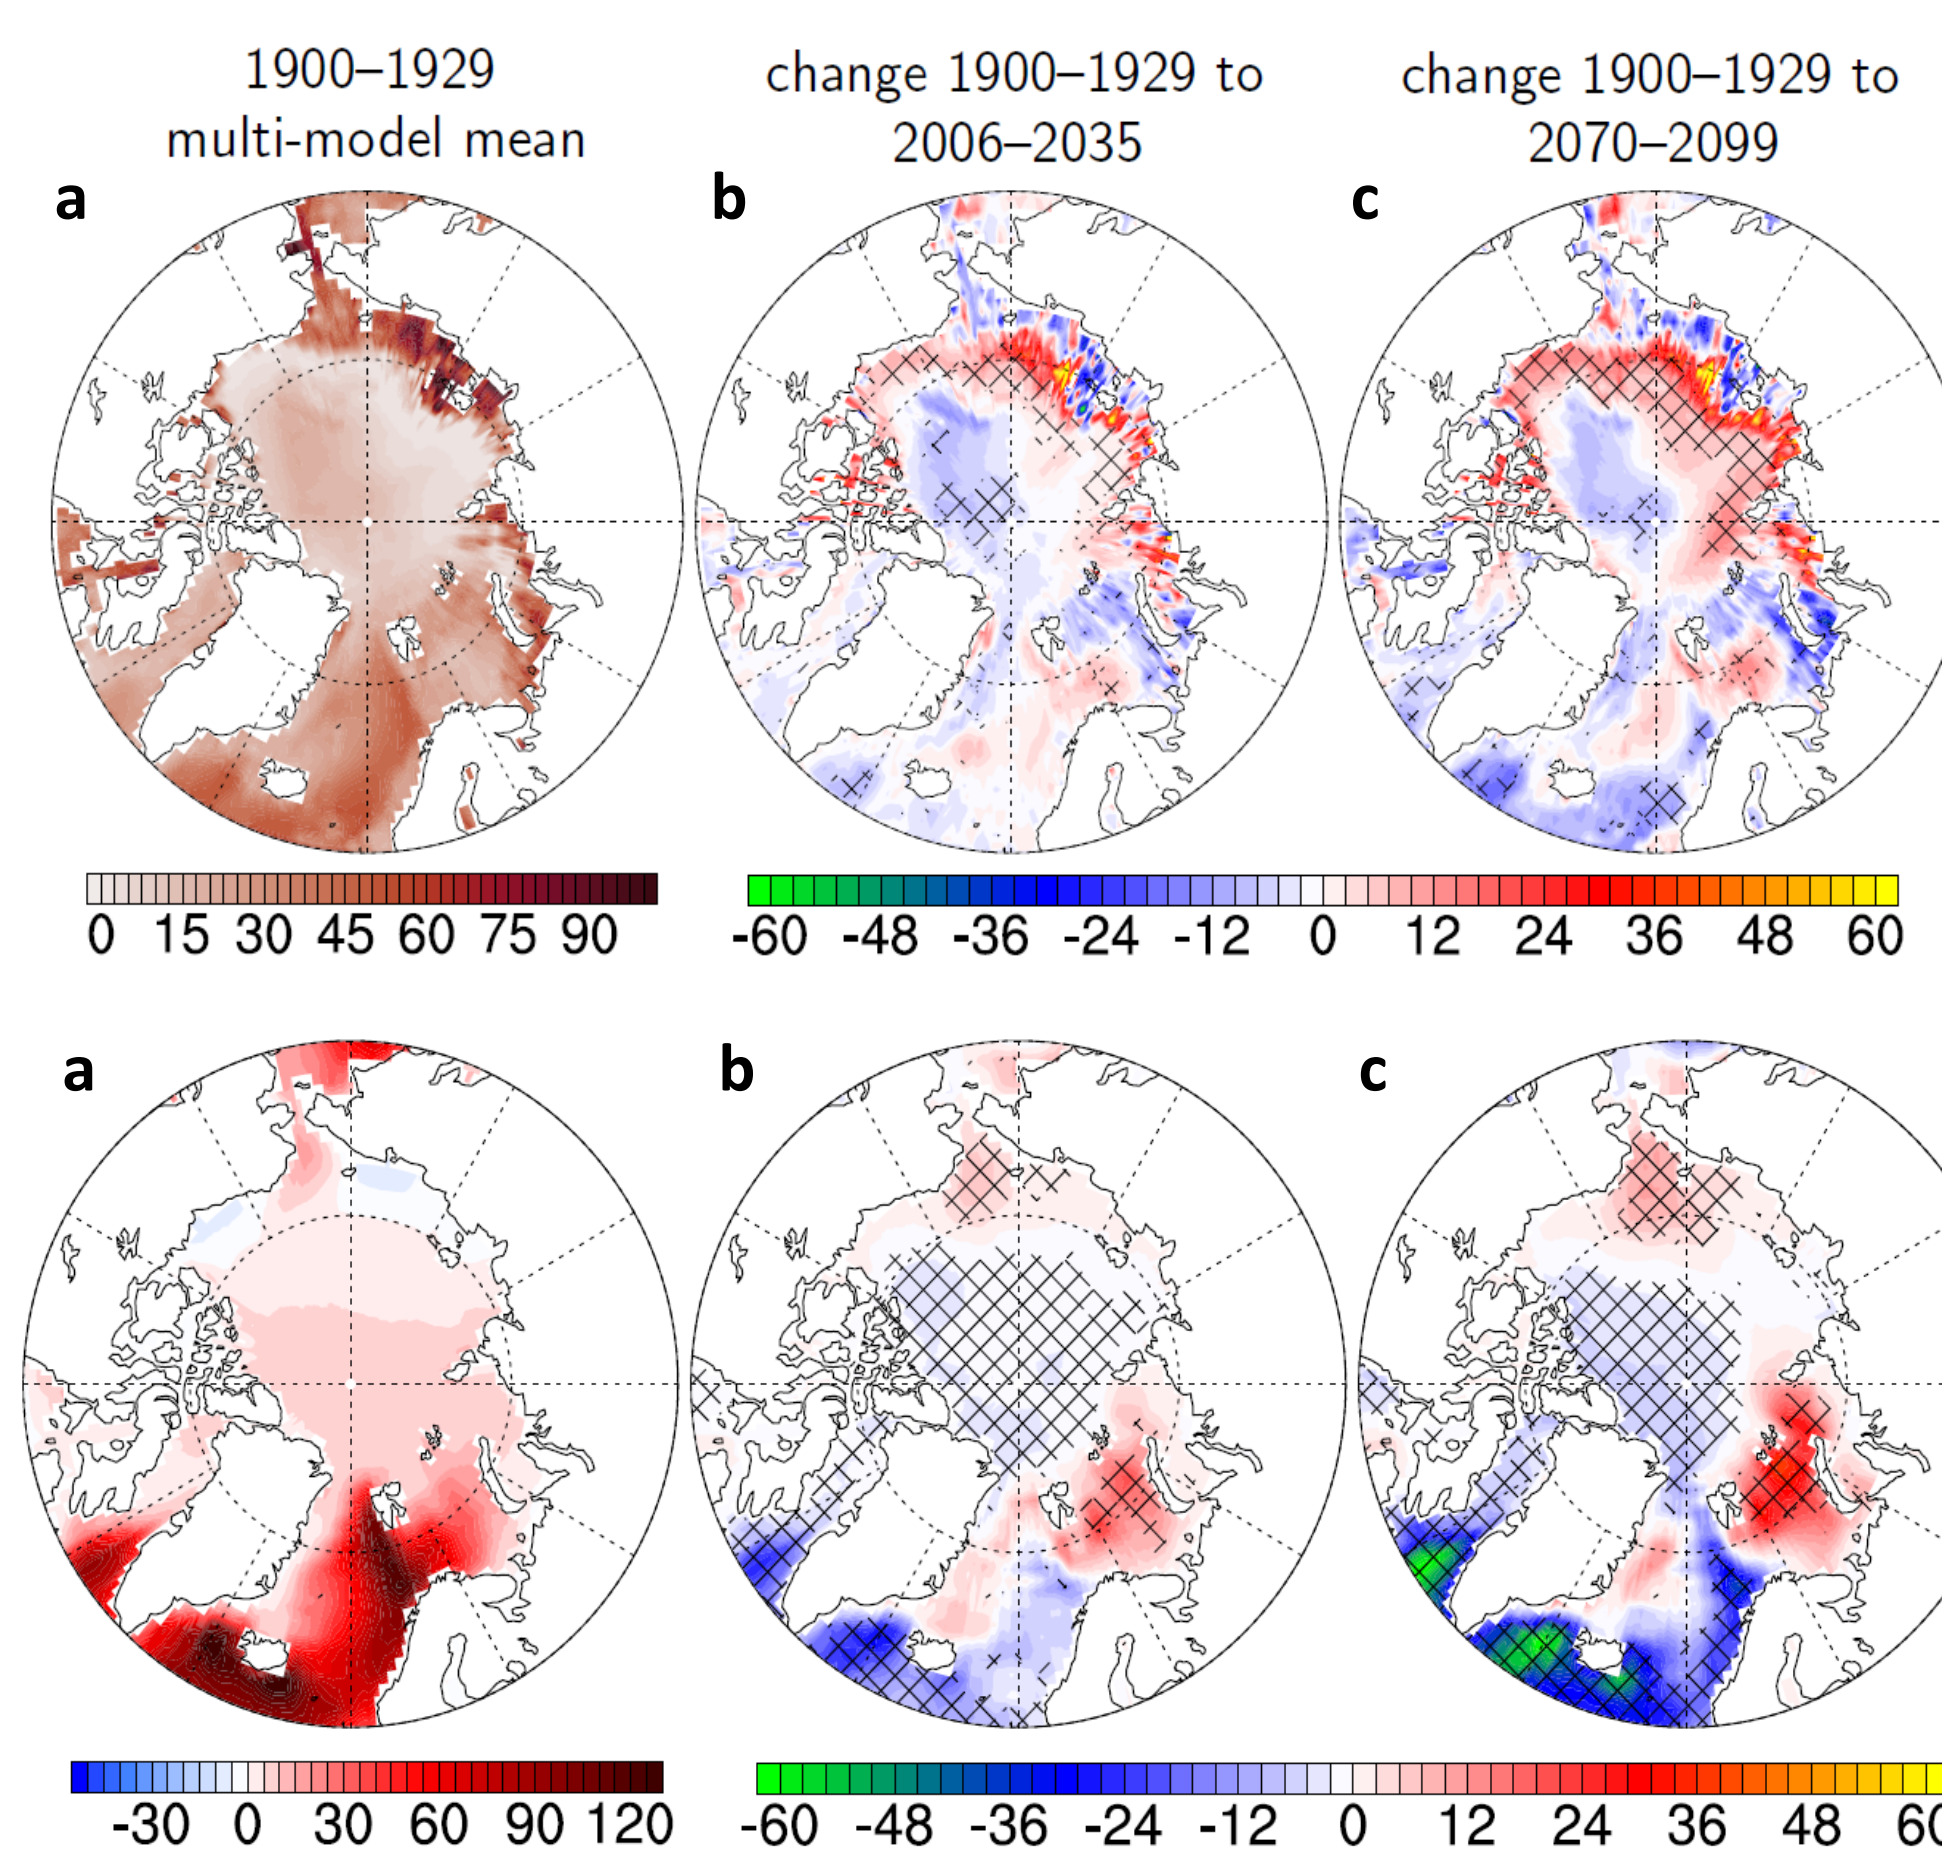 1900–1929
multi-model mean
change 1900–1929 to
2006–2035
change 1900–1929 to
2070–2099
a
b
c
0 15 30 45 60 75 90
-60 -48 -36 -24 -12 0 12 24 36 48 60
a
b
c
-30 0 30 60 90 120
-60 -48 -36 -24 -12 0 12 24 36 48 60